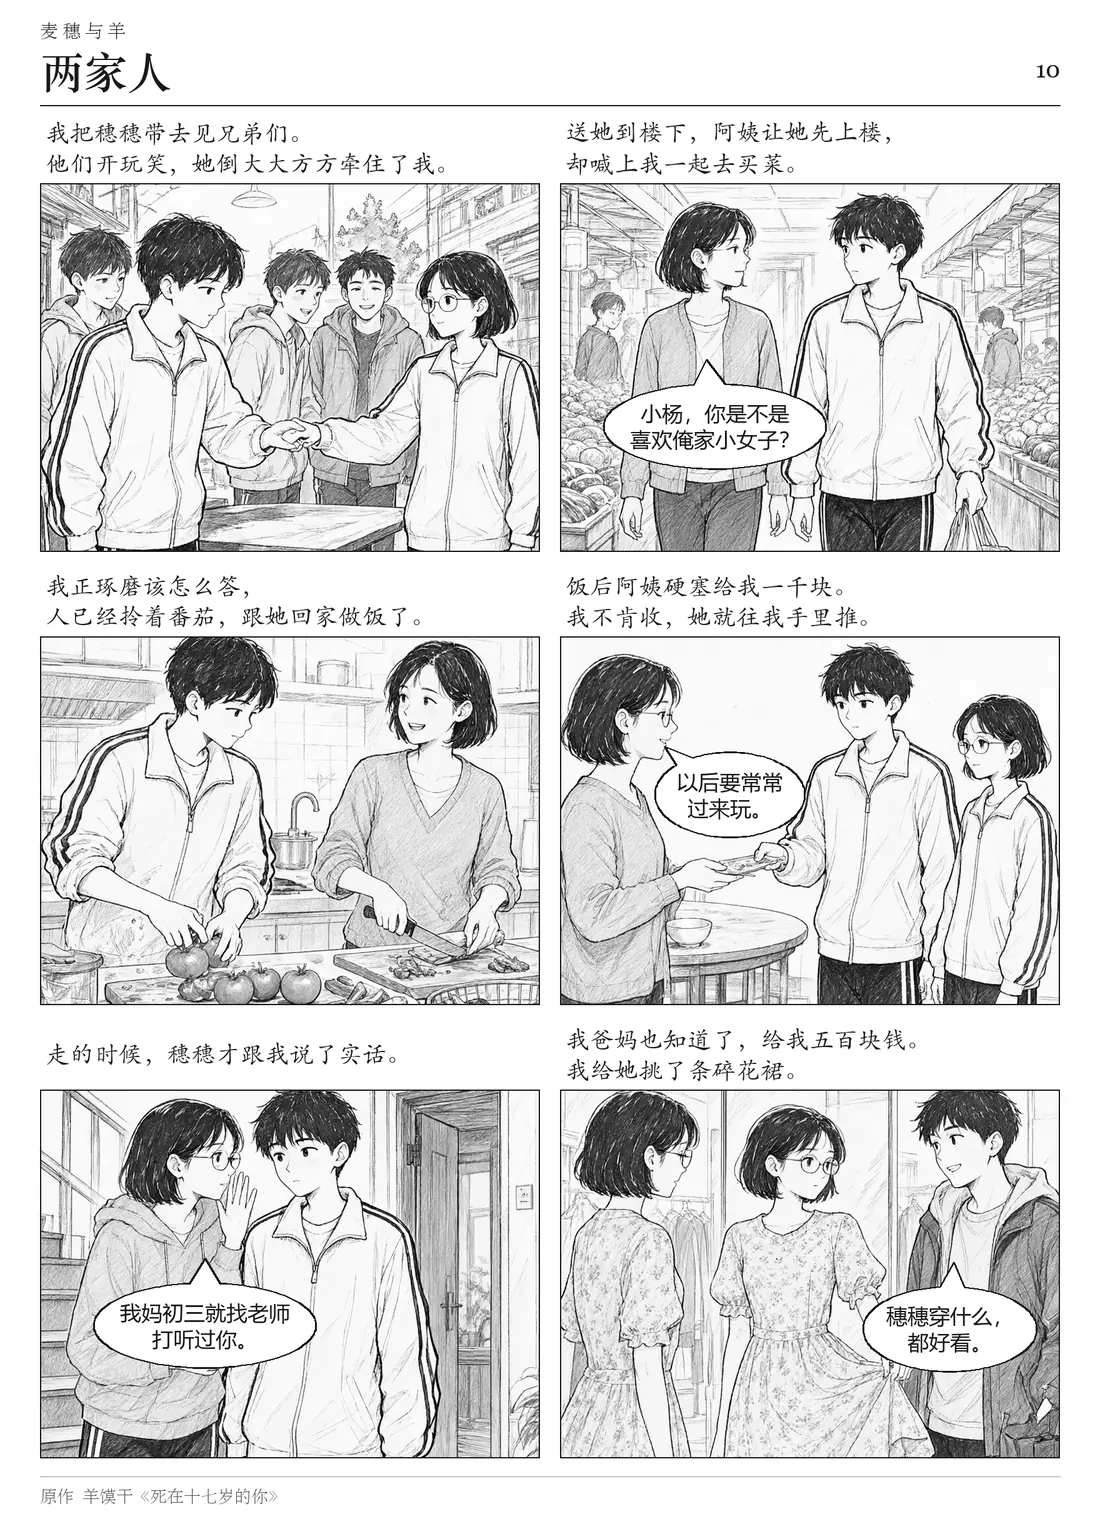 麦穗与羊
两家人
10
我把穗穗带去见兄弟们。
他们开玩笑，她倒大大方方牵住了我。
送她到楼下，阿姨让她先上楼，
却喊上我一起去买菜。
小杨，你是不是
喜欢俺家小女子？
我正琢磨该怎么答，
人已经拎着番茄，跟她回家做饭了。
饭后阿姨硬塞给我一千块。
我不肯收，她就往我手里推。
以后要常常
过来玩。
走的时候，穗穗才跟我说了实话。
我妈初三就找老师
打听过你。
我爸妈也知道了，给我五百块钱。
我给她挑了条碎花裙。
穗穗穿什么，
都好看。
原作 羊馍干《死在十七岁的你》